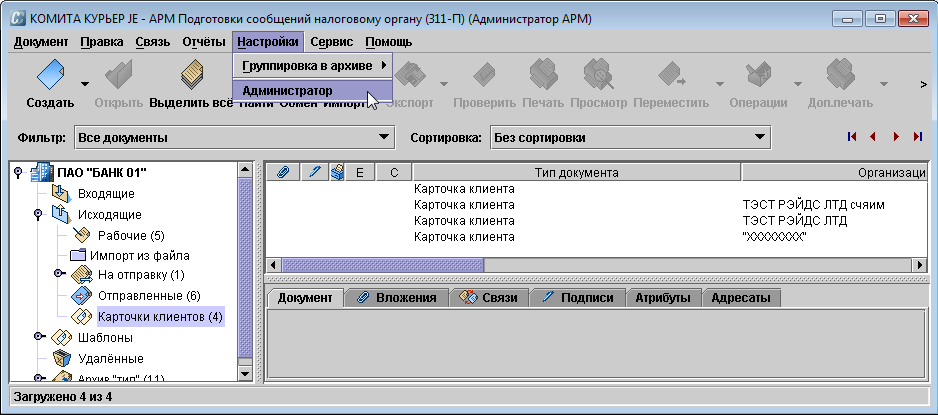 КОМИТА КУРЬЕР JE - АРМ Подготовки сообщений налоговому органу (311-П) (Администратор АРМ)
Документ Правка Связь Отчёты Настройки Сервис Помощь
Группировка в архиве
Администратор
Создать Открыть Выделить всё Найти Обмен Импорт Экспорт Проверить Печать Просмотр Переместить Операции Доп.печать >
Фильтр: Все документы Сортировка: Без сортировки
ПАО "БАНК 01"
Входящие
Исходящие
Рабочие (5)
Импорт из файла
На отправку (1)
Отправленные (6)
Карточки клиентов (4)
Шаблоны
Удалённые
Архив "тип" (11)
Е С Тип документа Организаци
Карточка клиента
Карточка клиента ТЭСТ РЭЙДС ЛТД счяим
Карточка клиента ТЭСТ РЭЙДС ЛТД
Карточка клиента "XXXXXXXX"
Документ Вложения Связи Подписи Атрибуты Адресаты
Загружено 4 из 4